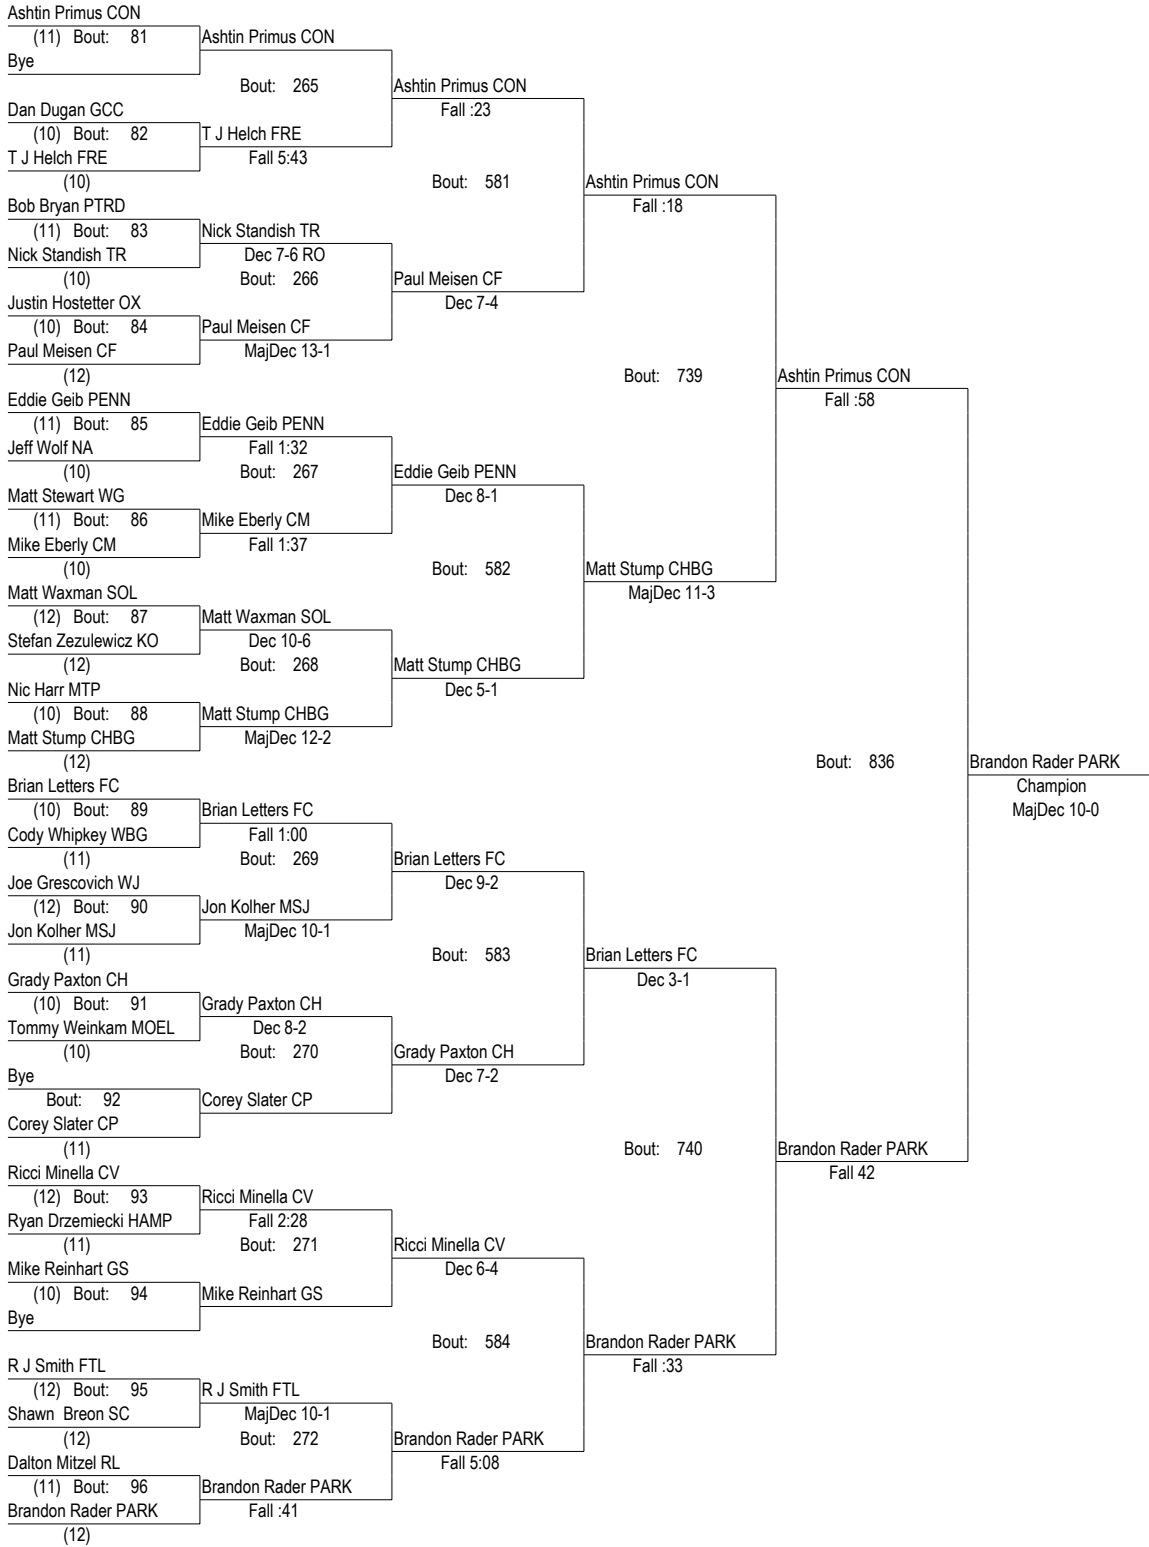 Ashtin Primus CON
(11) Bout: 81
Ashtin Primus CON
Bye
Bout: 265
Ashtin Primus CON
Dan Dugan GCC
Fall :23
(10) Bout: 82
T J Helch FRE
T J Helch FRE
Fall 5:43
(10)
Bout: 581
Ashtin Primus CON
Bob Bryan PTRD
Fall :18
(11) Bout: 83
Nick Standish TR
Nick Standish TR
Dec 7-6 RO
(10)
Bout: 266
Paul Meisen CF
Justin Hostetter OX
Dec 7-4
(10) Bout: 84
Paul Meisen CF
Paul Meisen CF
MajDec 13-1
(12)
Bout: 739
Ashtin Primus CON
Eddie Geib PENN
Fall :58
(11) Bout: 85
Eddie Geib PENN
Jeff Wolf NA
Fall 1:32
(10)
Bout: 267
Eddie Geib PENN
Matt Stewart WG
Dec 8-1
(11) Bout: 86
Mike Eberly CM
Mike Eberly CM
Fall 1:37
(10)
Bout: 582
Matt Stump CHBG
Matt Waxman SOL
MajDec 11-3
(12) Bout: 87
Matt Waxman SOL
Stefan Zezulewicz KO
Dec 10-6
(12)
Bout: 268
Matt Stump CHBG
Nic Harr MTP
Dec 5-1
(10) Bout: 88
Matt Stump CHBG
Matt Stump CHBG
MajDec 12-2
(12)
Bout: 836
Brandon Rader PARK
Brian Letters FC
Champion
(10) Bout: 89
Brian Letters FC
MajDec 10-0
Cody Whipkey WBG
Fall 1:00
(11)
Bout: 269
Brian Letters FC
Joe Grescovich WJ
Dec 9-2
(12) Bout: 90
Jon Kolher MSJ
Jon Kolher MSJ
MajDec 10-1
(11)
Bout: 583
Brian Letters FC
Grady Paxton CH
Dec 3-1
(10) Bout: 91
Grady Paxton CH
Tommy Weinkam MOEL
Dec 8-2
(10)
Bout: 270
Grady Paxton CH
Bye
Dec 7-2
Bout: 92
Corey Slater CP
Corey Slater CP
(11)
Bout: 740
Brandon Rader PARK
Ricci Minella CV
Fall 42
(12) Bout: 93
Ricci Minella CV
Ryan Drzemiecki HAMP
Fall 2:28
(11)
Bout: 271
Ricci Minella CV
Mike Reinhart GS
Dec 6-4
(10) Bout: 94
Mike Reinhart GS
Bye
Bout: 584
Brandon Rader PARK
R J Smith FTL
Fall :33
(12) Bout: 95
R J Smith FTL
Shawn Breon SC
MajDec 10-1
(12)
Bout: 272
Brandon Rader PARK
Dalton Mitzel RL
Fall 5:08
(11) Bout: 96
Brandon Rader PARK
Brandon Rader PARK
Fall :41
(12)